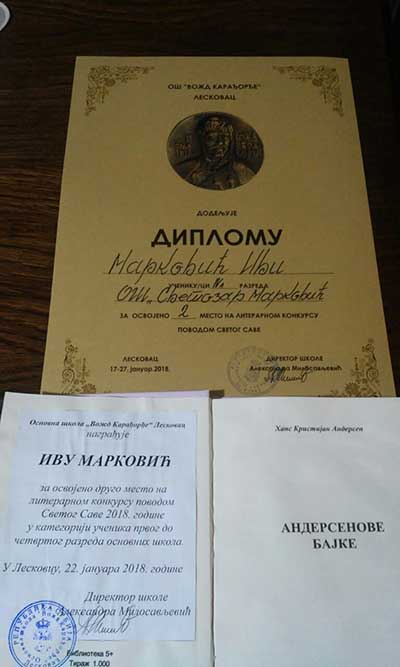 ОШ "ВОЖД КАРАЂОРЂЕ"
ЛЕСКОВАЦ
ДОДЕЉУЈЕ
ДИПЛОМУ
Марковић Иви
УЧЕНИКУ/ЦИ РАЗРЕДА
ОШ „Светозар Марковић
ЗА ОСВОЈЕНО 2 МЕСТО НА ЛИТЕРАРНОМ КОНКУРСУ
ПОВОДОМ СВЕТОГ САВЕ
ЛЕСКОВАЦ
17-27. јануар.2018.
ДИРЕКТОР ШКОЛЕ
Александра Милосављевић
Основна школа „Вожд Карађорђе" Лесковац
награђује
ИВУ МАРКОВИЋ
за освојено друго место на
литерарном конкурсу поводом
Светог Саве 2018. године
у категорији ученика првог до
четвртог разреда основних школа.
У Лесковцу, 22. јануара 2018. године
Директор школе
Александра Милосављевић
Библиотека 5+
Тираж 1.000
Ханс Кристијан Андерсен
АНДЕРСЕНОВЕ
БАЈКЕ